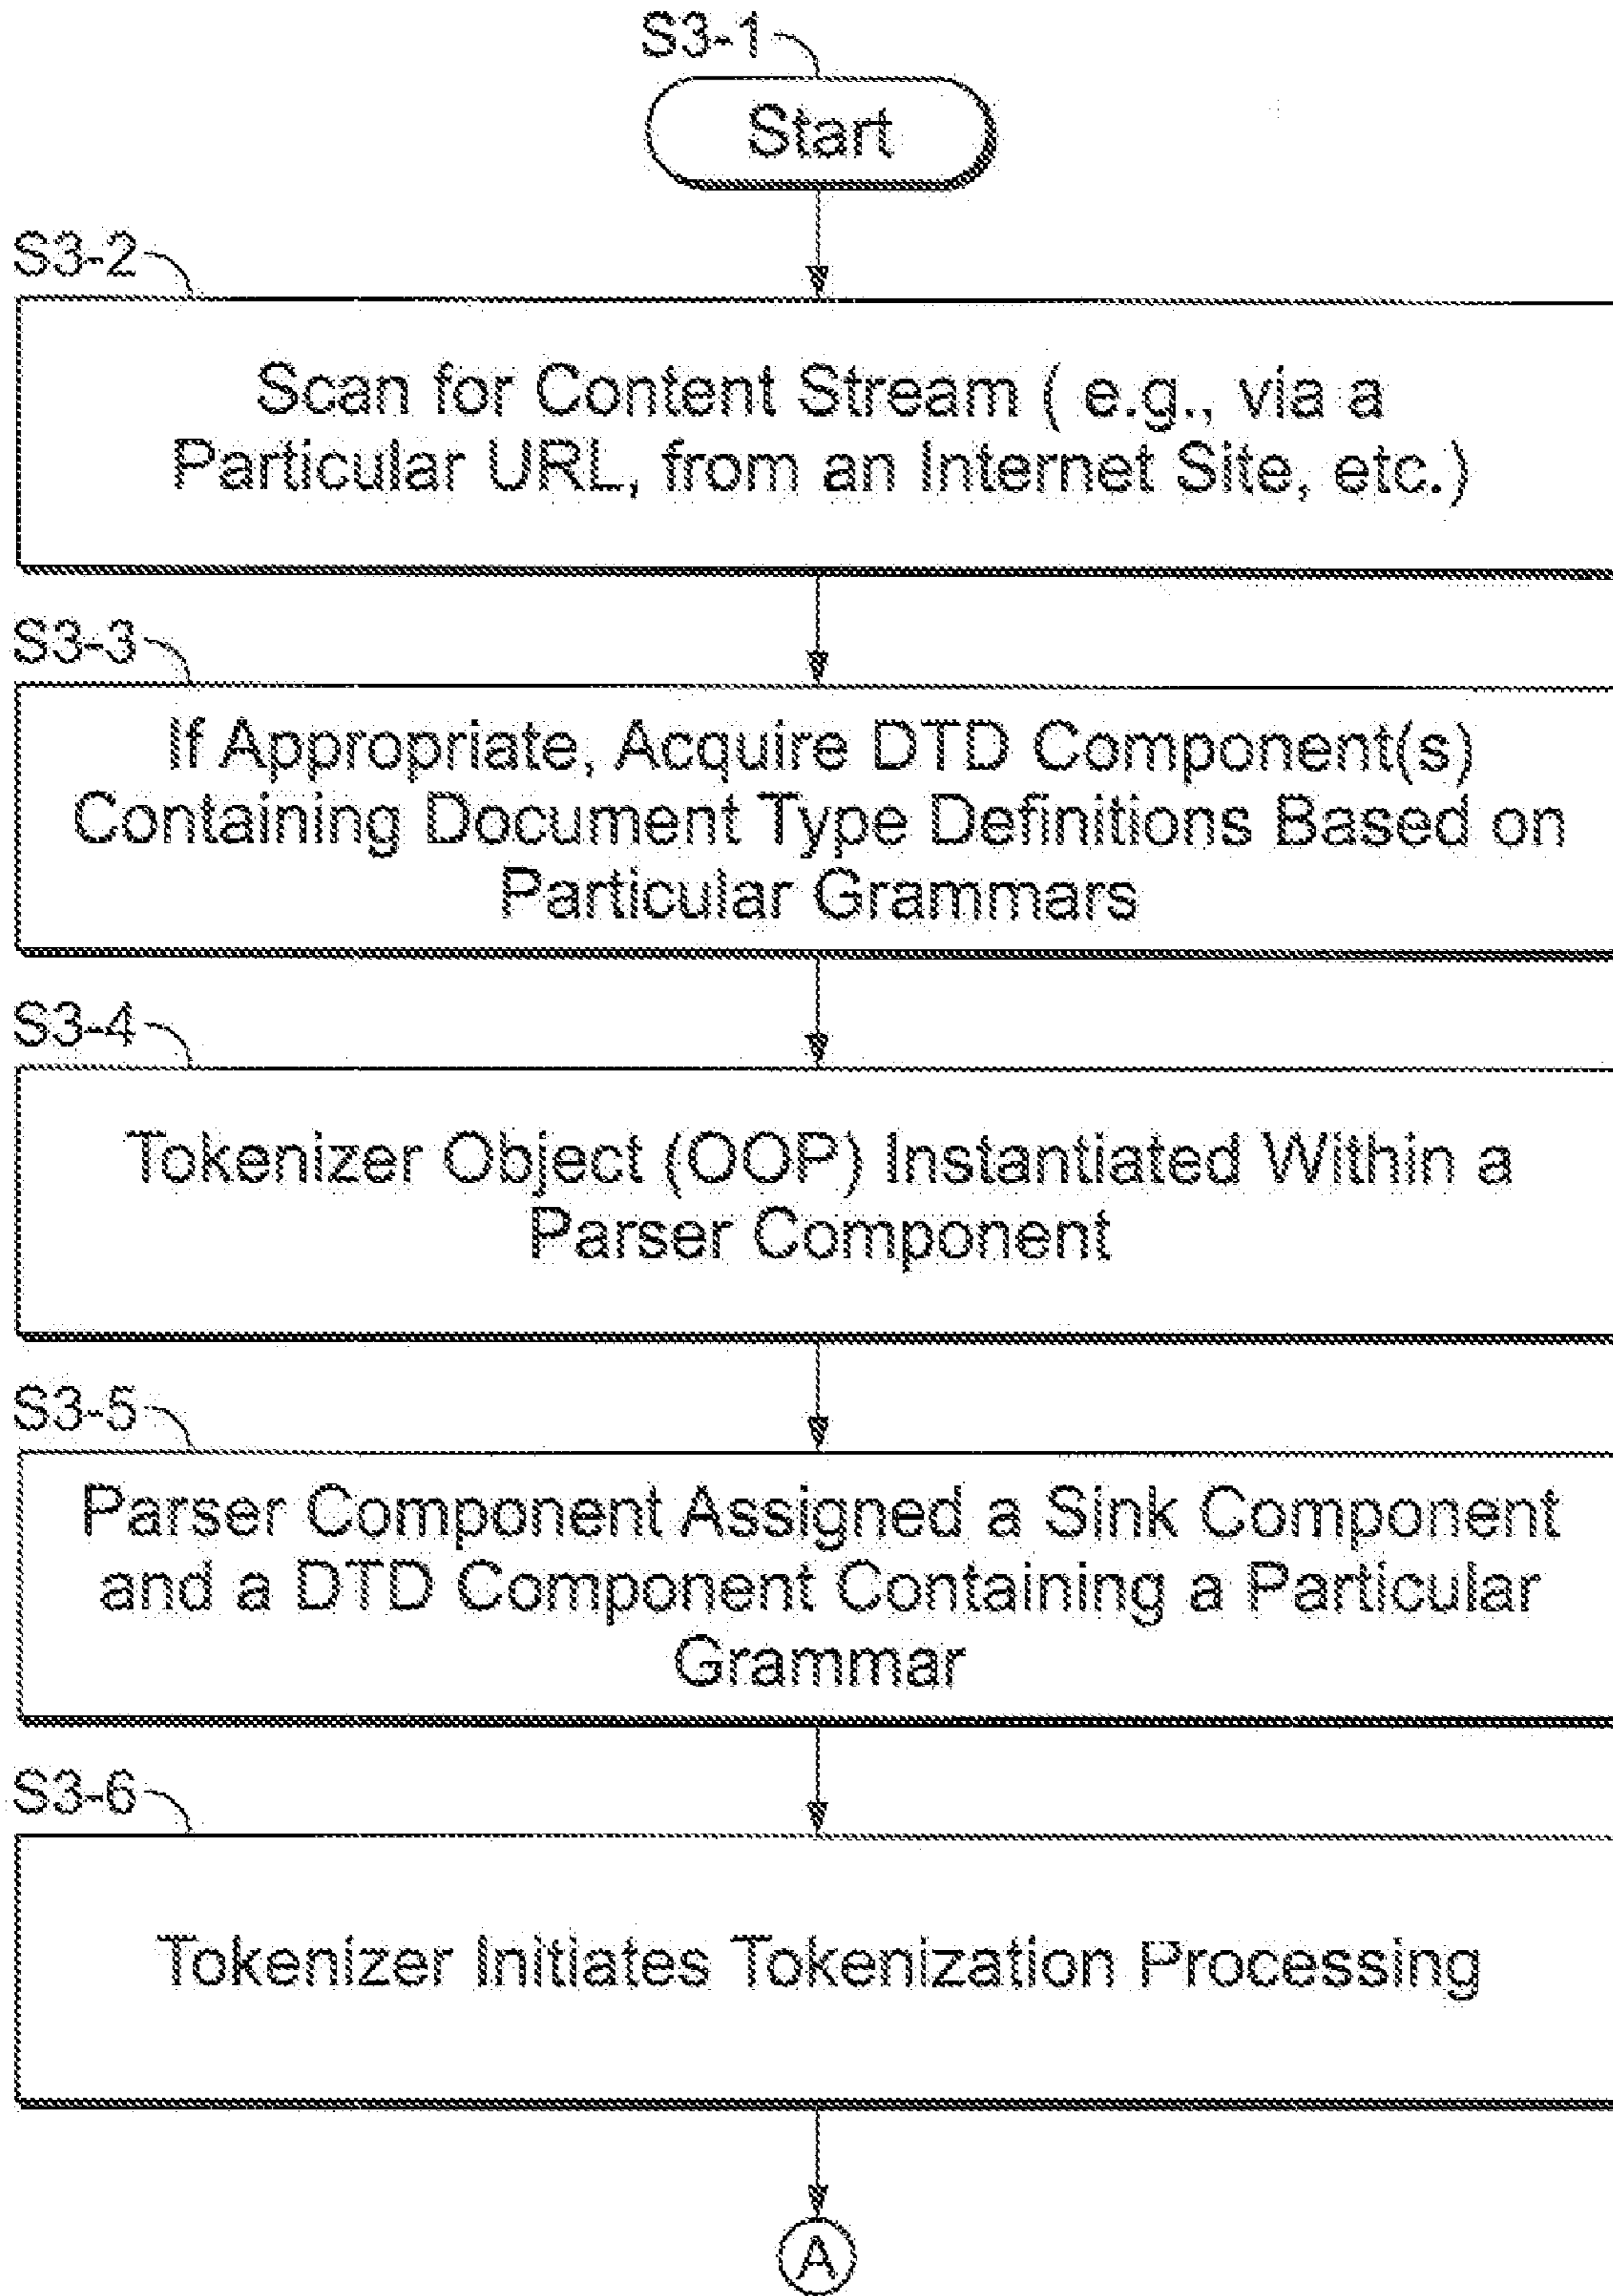 S3-1
Start
S3-2
Scan for Content Stream ( e.g., via a
Particular URL, from an Internet Site, etc.)
S3-3
If Appropriate, Acquire DTD Component(s)
Containing Document Type Definitions Based on
Particular Grammars
S3-4
Tokenizer Object (OOP) Instantiated Within a
Parser Component
S3-5
Parser Component Assigned a Sink Component
and a DTD Component Containing a Particular
Grammar
S3-6
Tokenizer Initiates Tokenization Processing
A